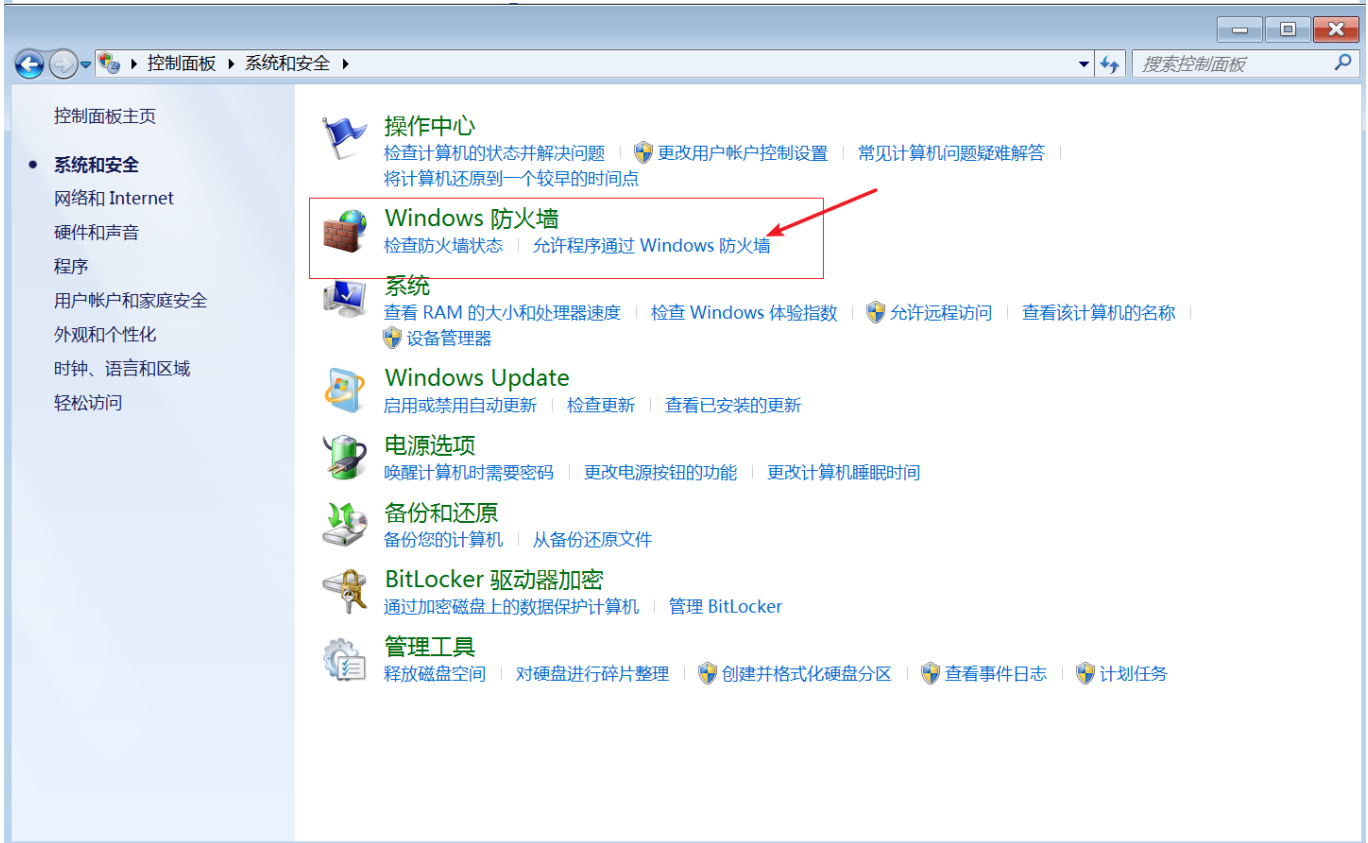 控制面板 系统和安全 搜索控制面板
控制面板主页
系统和安全
网络和 Internet
硬件和声音
程序
用户帐户和家庭安全
外观和个性化
时钟、语言和区域
轻松访问
操作中心
检查计算机的状态并解决问题 更改用户帐户控制设置 常见计算机问题疑难解答
将计算机还原到一个较早的时间点
Windows 防火墙
检查防火墙状态 允许程序通过 Windows 防火墙
系统
查看 RAM 的大小和处理器速度 检查 Windows 体验指数 允许远程访问 查看该计算机的名称
设备管理器
Windows Update
启用或禁用自动更新 检查更新 查看已安装的更新
电源选项
唤醒计算机时需要密码 更改电源按钮的功能 更改计算机睡眠时间
备份和还原
备份您的计算机 从备份还原文件
BitLocker 驱动器加密
通过加密磁盘上的数据保护计算机 管理 BitLocker
管理工具
释放磁盘空间 对硬盘进行碎片整理 创建并格式化硬盘分区 查看事件日志 计划任务